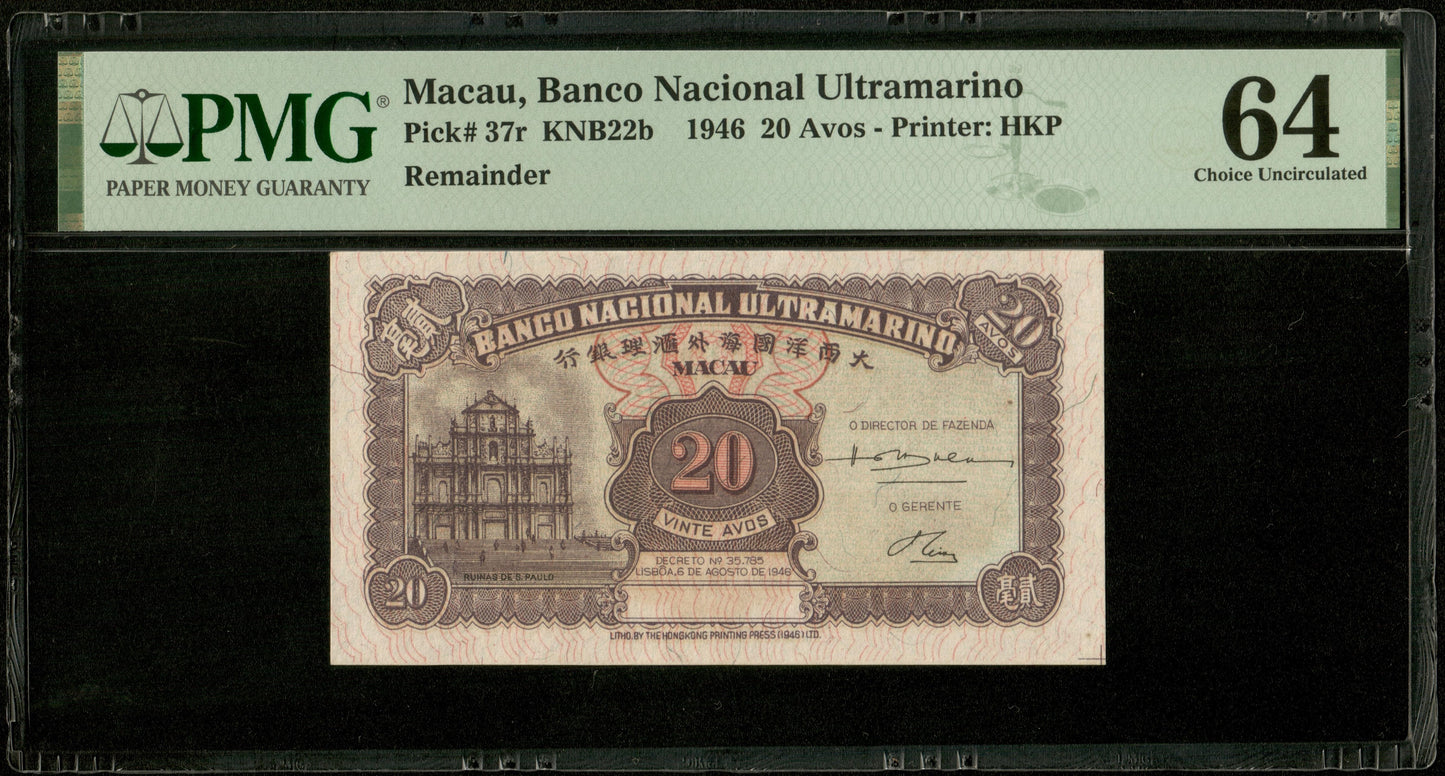 PMG®
PAPER MONEY GUARANTY
Macau, Banco Nacional Ultramarino
Pick# 37r KNB22b 1946 20 Avos - Printer: HKP
Remainder
64
Choice Uncirculated
貳毫
BANCO NACIONAL ULTRAMARINO
20
AVOS
行銀理滙外海國洋西大
MACAU
20
VINTE AVOS
O DIRECTOR DE FAZENDA
O GERENTE
RUINAS DE S. PAULO
DECRETO Nº 35.785
LISBÔA, 6 DE AGOSTO DE 1946
20
毫貳
LITHO. BY THE HONGKONG PRINTING PRESS (1946) LTD.